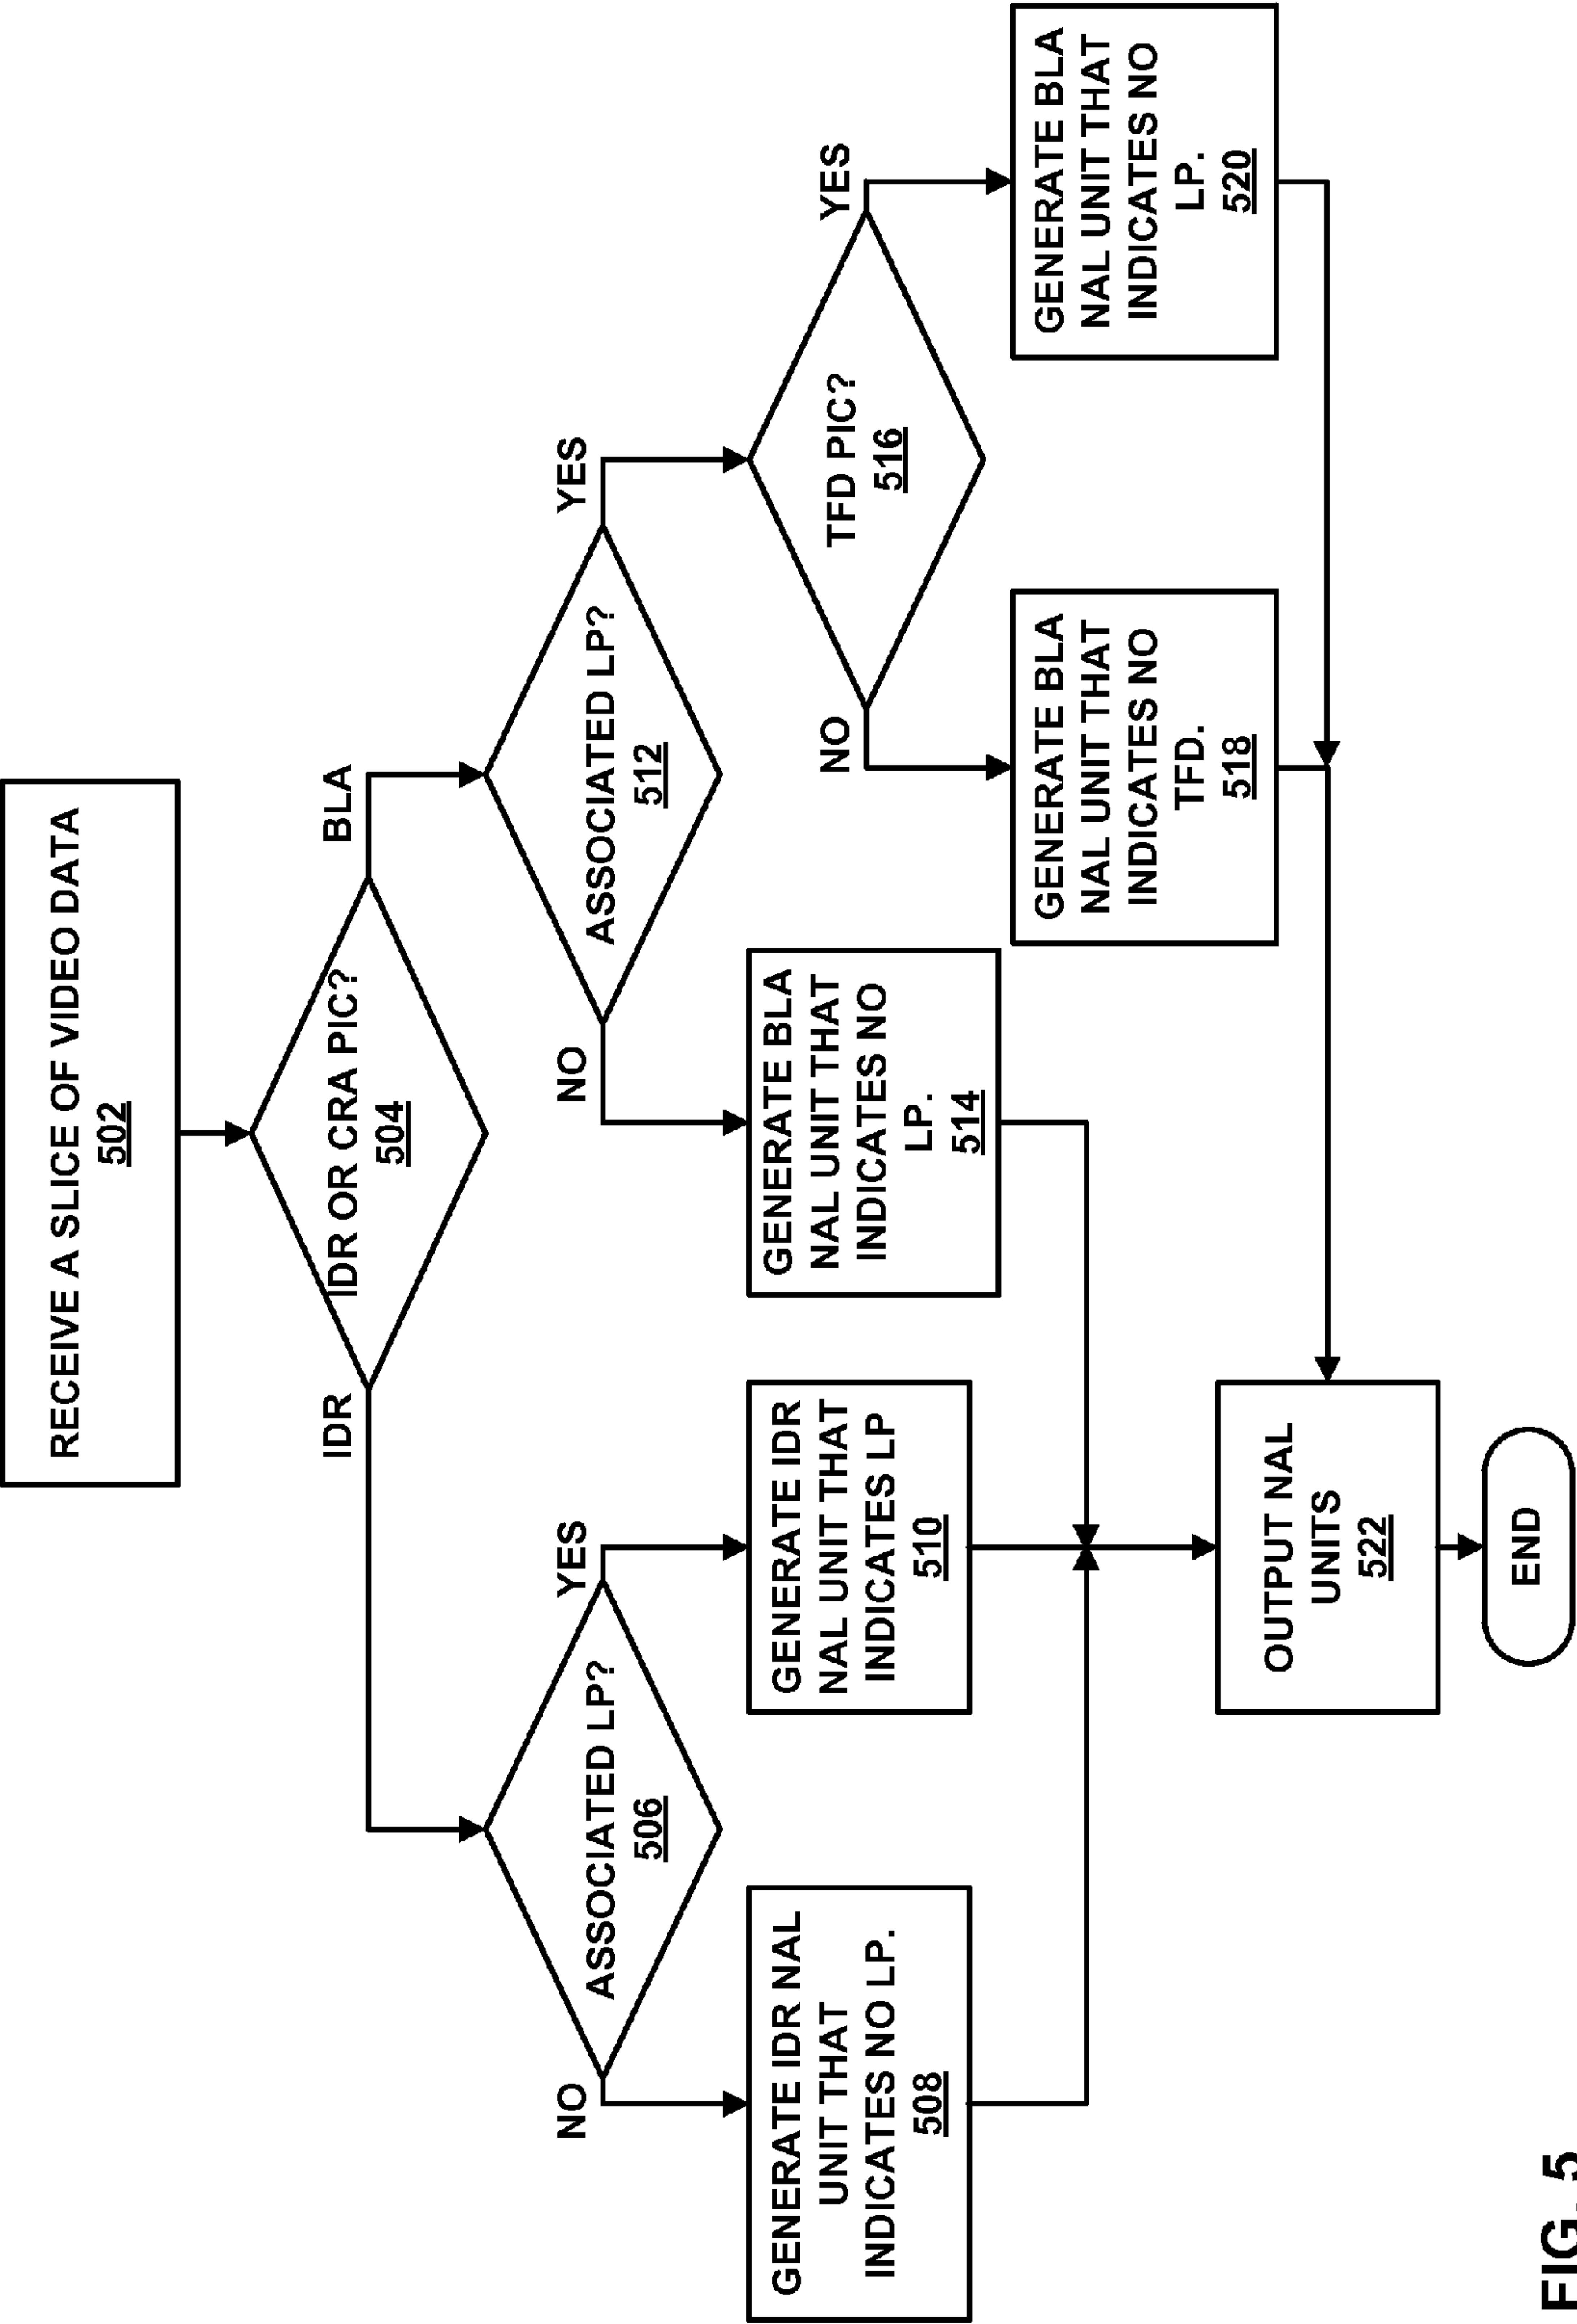 RECEIVE A SLICE OF VIDEO DATA
502
IDR OR CRA PIC?
504
IDR
BLA
ASSOCIATED LP?
506
NO
YES
ASSOCIATED LP?
512
NO
YES
GENERATE IDR NAL
UNIT THAT
INDICATES NO LP.
508
GENERATE IDR
NAL UNIT THAT
INDICATES LP
510
GENERATE BLA
NAL UNIT THAT
INDICATES NO
LP.
514
TFD PIC?
516
NO
YES
GENERATE BLA
NAL UNIT THAT
INDICATES NO
TFD.
518
GENERATE BLA
NAL UNIT THAT
INDICATES NO
LP.
520
OUTPUT NAL
UNITS
522
END
FIG. 5